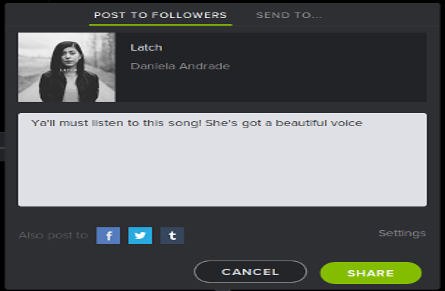 POST TO FOLLOWERS SEND TO...
Latch
Daniela Andrade
LATCH
Ya'll must listen to this song! She's got a beautiful voice
Also post to f t Settings
CANCEL SHARE